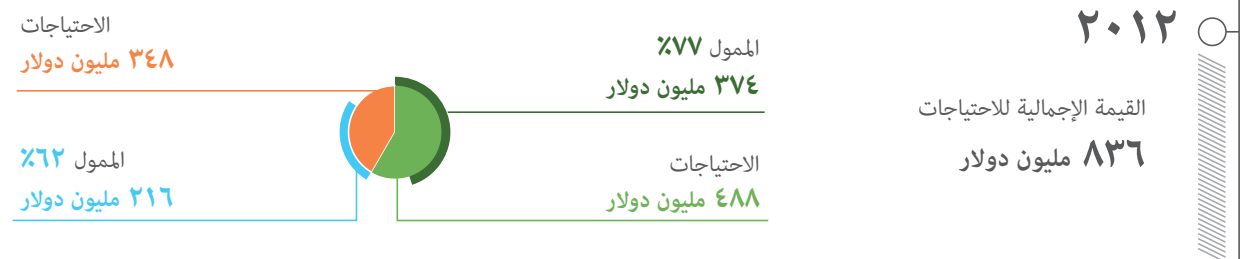 ٢٠١٢
القيمة الإجمالية للاحتياجات
٨٣٦ مليون دولار
الممول ٧٧٪
٣٧٤ مليون دولار
الاحتياجات
٤٨٨ مليون دولار
الاحتياجات
٣٤٨ مليون دولار
الممول ٦٢٪
٢١٦ مليون دولار